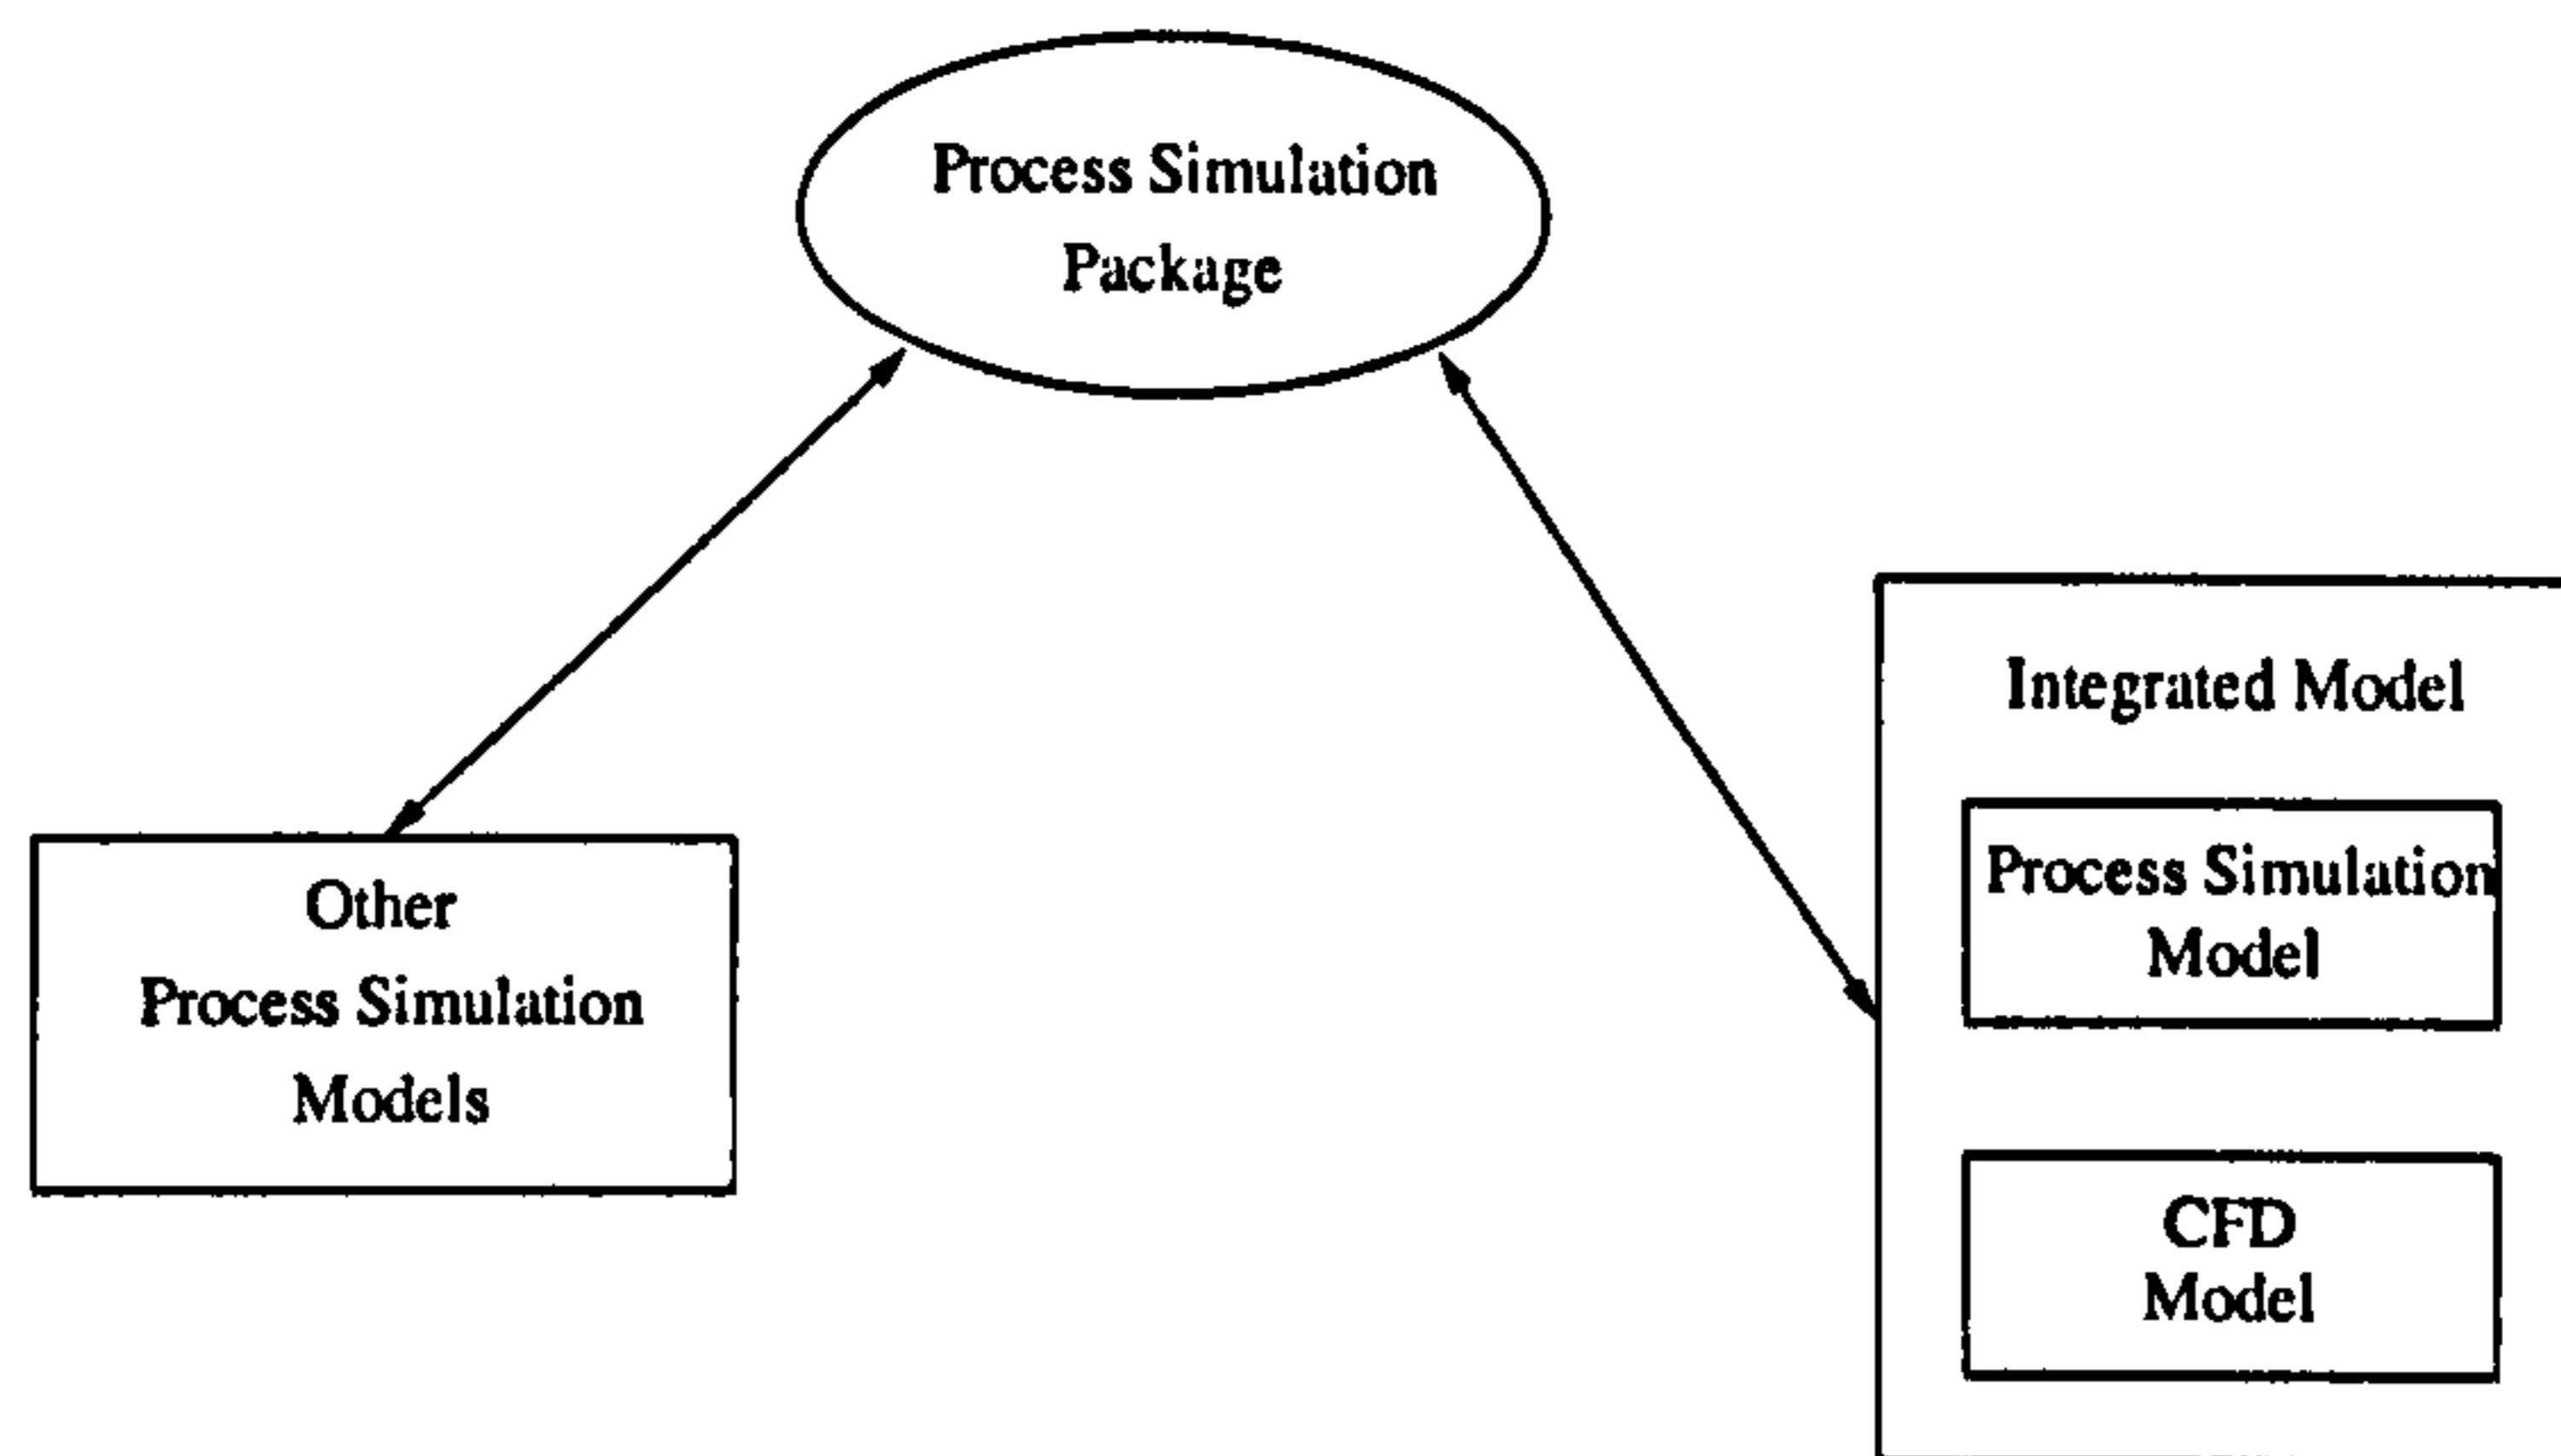 Process Simulation
Package
Integrated Model
Process Simulation
Model
Other
Process Simulation
Models
CFD
Model